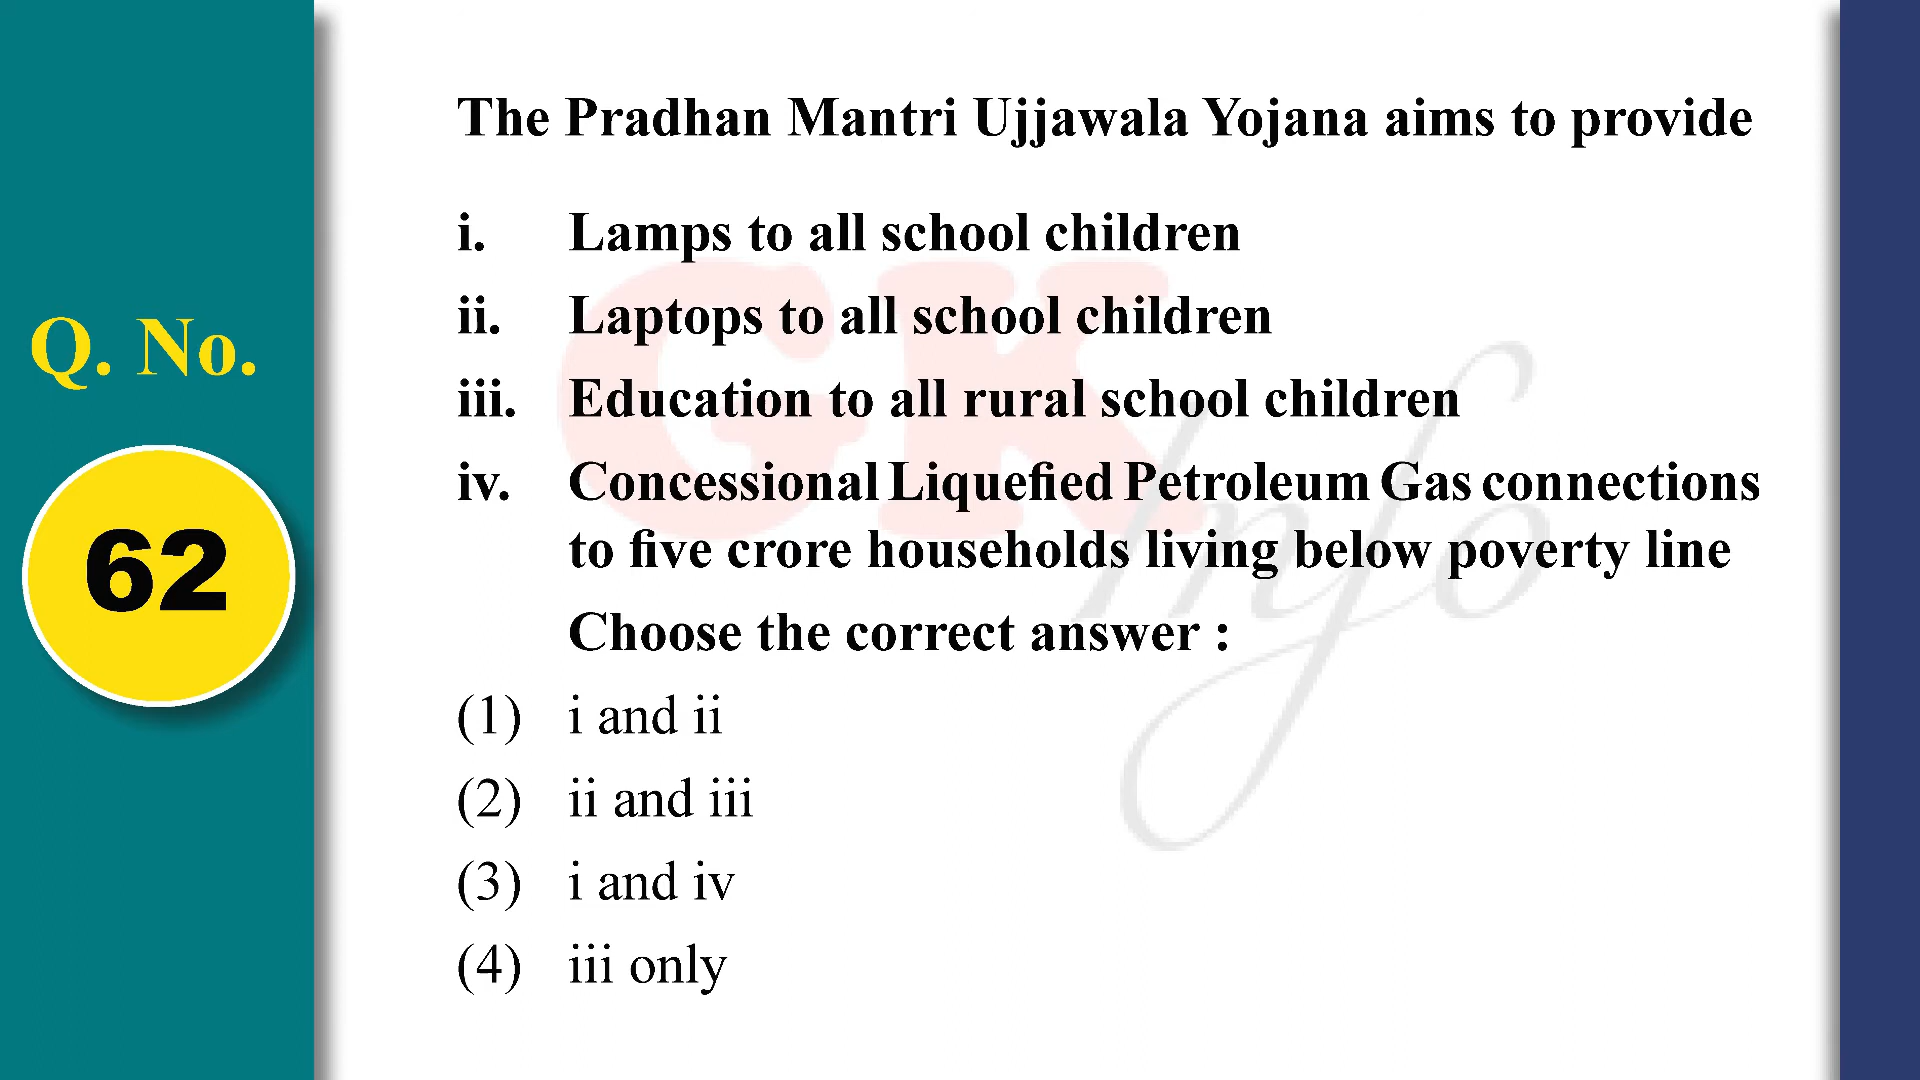 The Pradhan Mantri Ujjawala Yojana aims to provide
i. Lamps to all school children
ii. Laptops to all school children
iii. Education to all rural school children
iv. Concessional Liquefied Petroleum Gas connections
to five crore households living below poverty line
Choose the correct answer :
(1) i and ii
(2) ii and iii
(3) i and iv
(4) iii only
Q. No.
62
GK Info